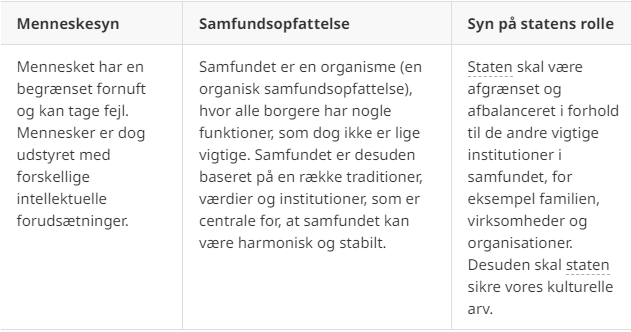 Menneskesyn
Samfundsopfattelse
Syn på statens rolle
Mennesket har en
begrænset fornuft
og kan tage fejl.
Mennesker er dog
udstyret med
forskellige
intellektuelle
forudsætninger.
Samfundet er en organisme (en
organisk samfundsopfattelse),
hvor alle borgere har nogle
funktioner, som dog ikke er lige
vigtige. Samfundet er desuden
baseret på en række traditioner,
værdier og institutioner, som er
centrale for, at samfundet kan
være harmonisk og stabilt.
Staten skal være
afgrænset og
afbalanceret i forhold
til de andre vigtige
institutioner i
samfundet, for
eksempel familien,
virksomheder og
organisationer.
Desuden skal staten
sikre vores kulturelle
arv.